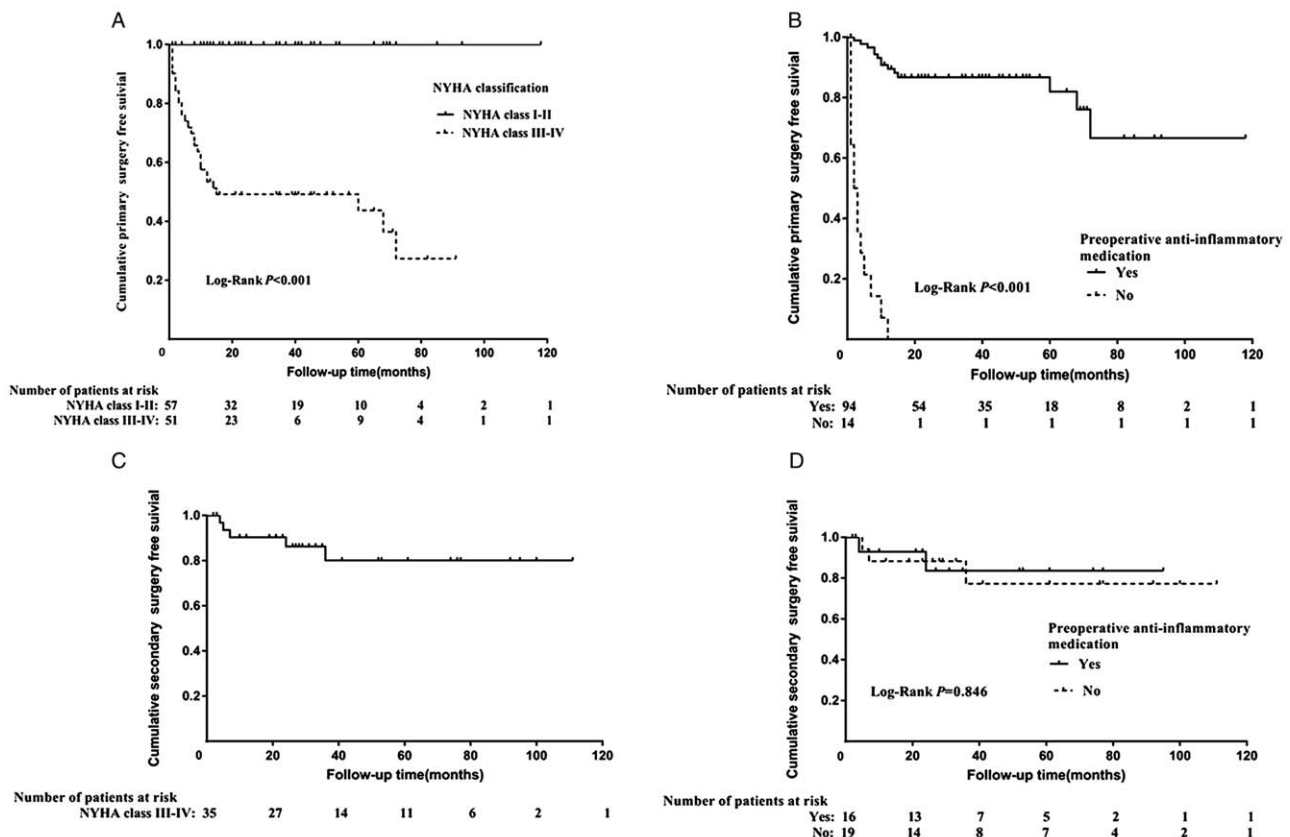 A
Cumulative primary surgery free suivial
1.0
0.8
0.6
0.4
0.2
0
20
40
60
80
100
120
NYHA classification
NYHA class I-II
NYHA class III-IV
Log-Rank P<0.001
Follow-up time(months)
Number of patients at risk
NYHA class I-II: 57 32 19 10 4 2 1
NYHA class III-IV: 51 23 6 9 4 1 1
B
Cumulative primary surgery free suivial
1.0
0.8
0.6
0.4
0.2
0
20
40
60
80
100
120
Preoperative anti-inflammatory
medication
Yes
No
Log-Rank P<0.001
Follow-up time(months)
Number of patients at risk
Yes: 94 54 35 18 8 2 1
No: 14 1 1 1 1 1 1
C
Cumulative secondary surgery free suivial
1.0
0.8
0.6
0.4
0.2
0
20
40
60
80
100
120
Follow-up time(months)
Number of patients at risk
NYHA class III-IV: 35 27 14 11 6 2 1
D
Cumulative secondary surgery free suivial
1.0
0.8
0.6
0.4
0.2
0
20
40
60
80
100
120
Preoperative anti-inflammatory
medication
Yes
No
Log-Rank P=0.846
Follow-up time(months)
Number of patients at risk
Yes: 16 13 7 5 2 1 1
No: 19 14 8 7 4 2 1